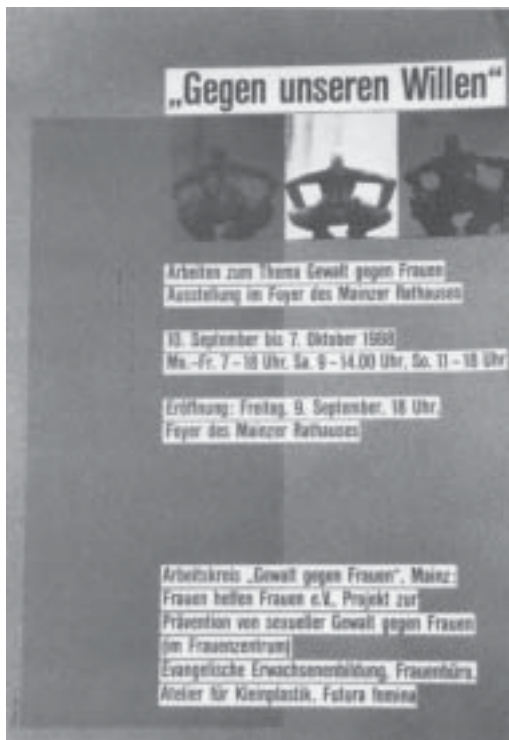 „Gegen unseren Willen“
Arbeiten zum Thema Gewalt gegen Frauen
Ausstellung im Foyer des Mainzer Rathauses
10. September bis 7. Oktober 1988
Mo.-Fr. 7-18 Uhr, Sa. 9-14.00 Uhr, So. 11-18 Uhr
Eröffnung: Freitag, 9. September, 18 Uhr,
Foyer des Mainzer Rathauses
Arbeitskreis „Gewalt gegen Frauen“, Mainz:
Frauen helfen Frauen e.V., Projekt zur
Prävention von sexueller Gewalt gegen Frauen
(im Frauenzentrum)
Evangelische Erwachsenenbildung, Frauenbüro,
Atelier für Kleinplastik, Futura femina